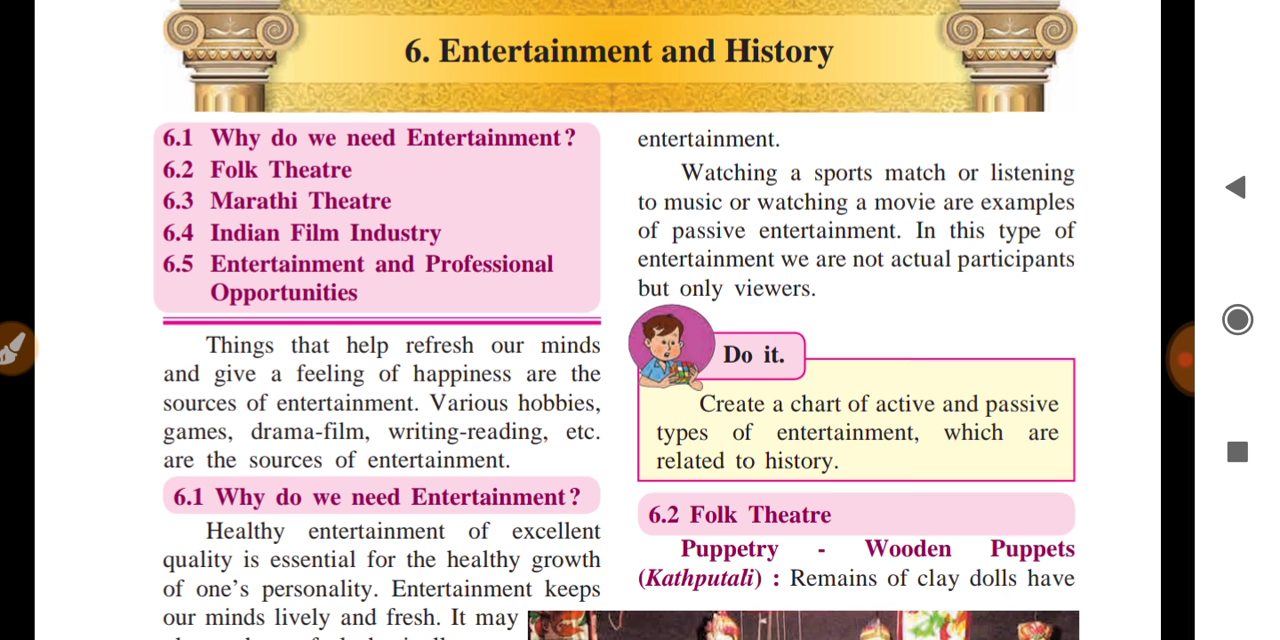 6. Entertainment and History
6.1 Why do we need Entertainment?
6.2 Folk Theatre
6.3 Marathi Theatre
6.4 Indian Film Industry
6.5 Entertainment and Professional
Opportunities
Things that help refresh our minds
and give a feeling of happiness are the
sources of entertainment. Various hobbies,
games, drama-film, writing-reading, etc.
are the sources of entertainment.
6.1 Why do we need Entertainment?
Healthy entertainment of excellent
quality is essential for the healthy growth
of one's personality. Entertainment keeps
our minds lively and fresh. It may
entertainment.
Watching a sports match or listening
to music or watching a movie are examples
of passive entertainment. In this type of
entertainment we are not actual participants
but only viewers.
Do it.
Create a chart of active and passive
types of entertainment, which are
related to history.
6.2 Folk Theatre
Puppetry - Wooden Puppets
(Kathputali) : Remains of clay dolls have